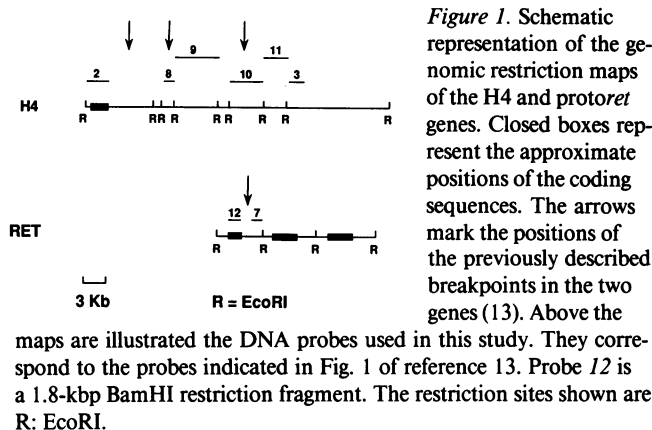 9
11
2
8
10
3
H4
R
RR
R
R
R
R
R
R
12
7
RET
R
R
R
R
3 Kb
R = EcoRI
Figure 1. Schematic
representation of the ge-
nomic restriction maps
of the H4 and protoret
genes. Closed boxes rep-
resent the approximate
positions of the coding
sequences. The arrows
mark the positions of
the previously described
breakpoints in the two
genes (13). Above the
maps are illustrated the DNA probes used in this study. They corre-
spond to the probes indicated in Fig. 1 of reference 13. Probe 12 is
a 1.8-kbp BamHI restriction fragment. The restriction sites shown are
R: EcoRI.